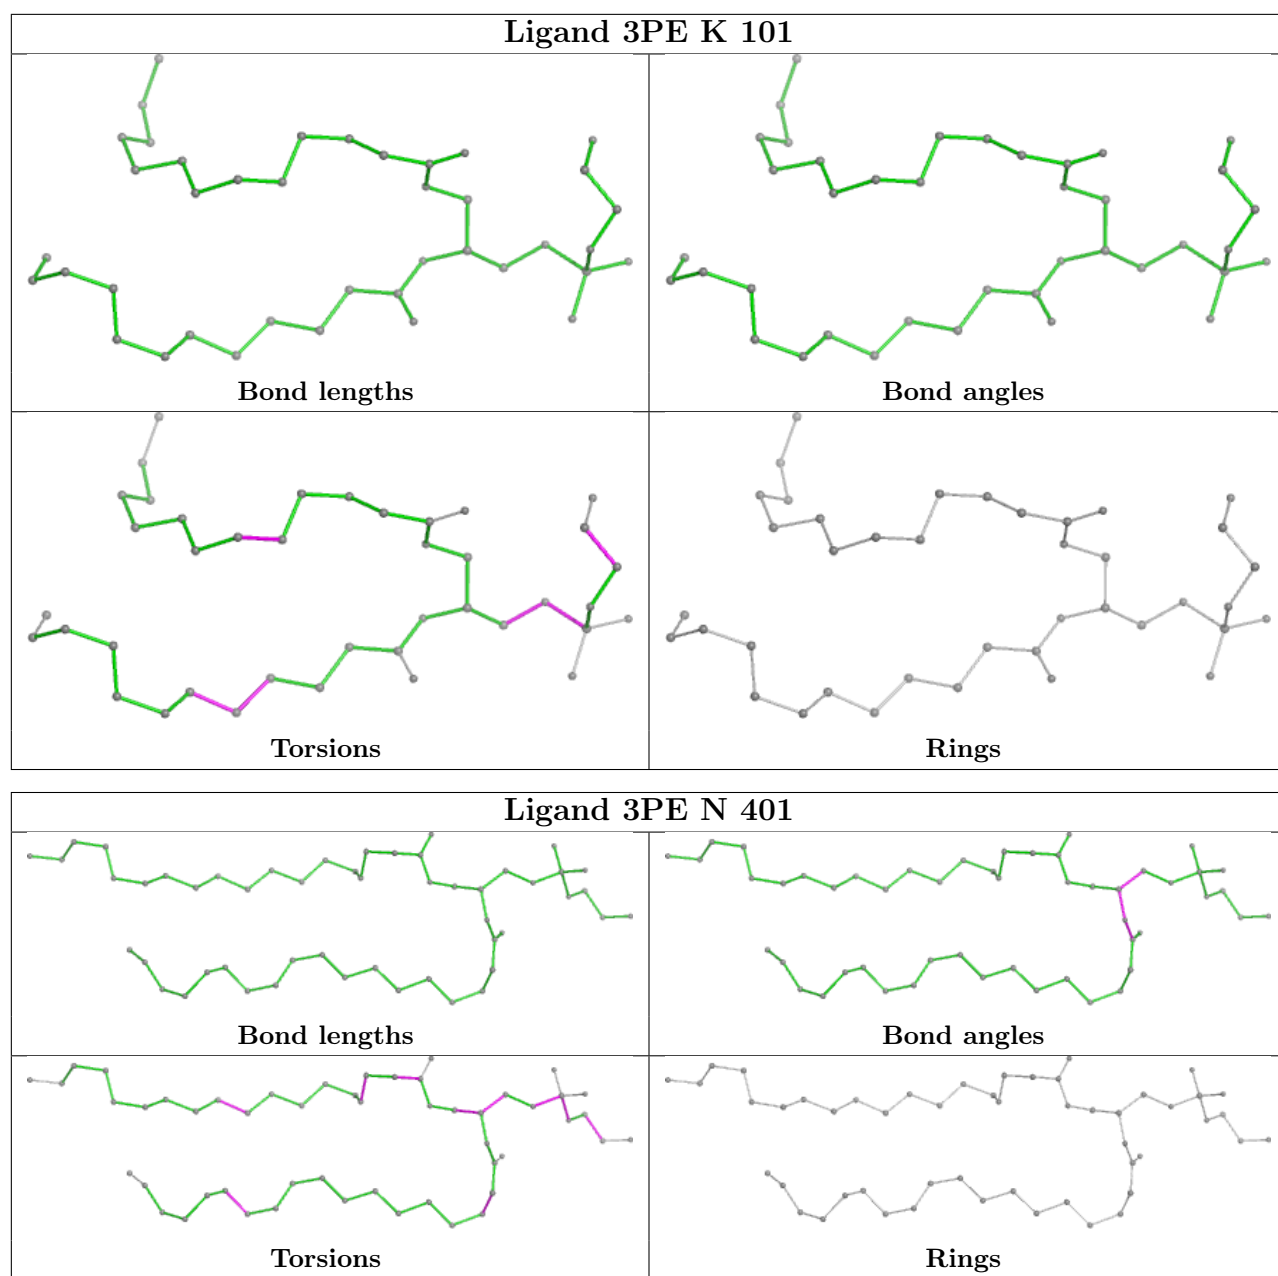 Ligand 3PE K 101
Bond lengths
Bond angles
Torsions
Rings
Ligand 3PE N 401
Bond lengths
Bond angles
Torsions
Rings